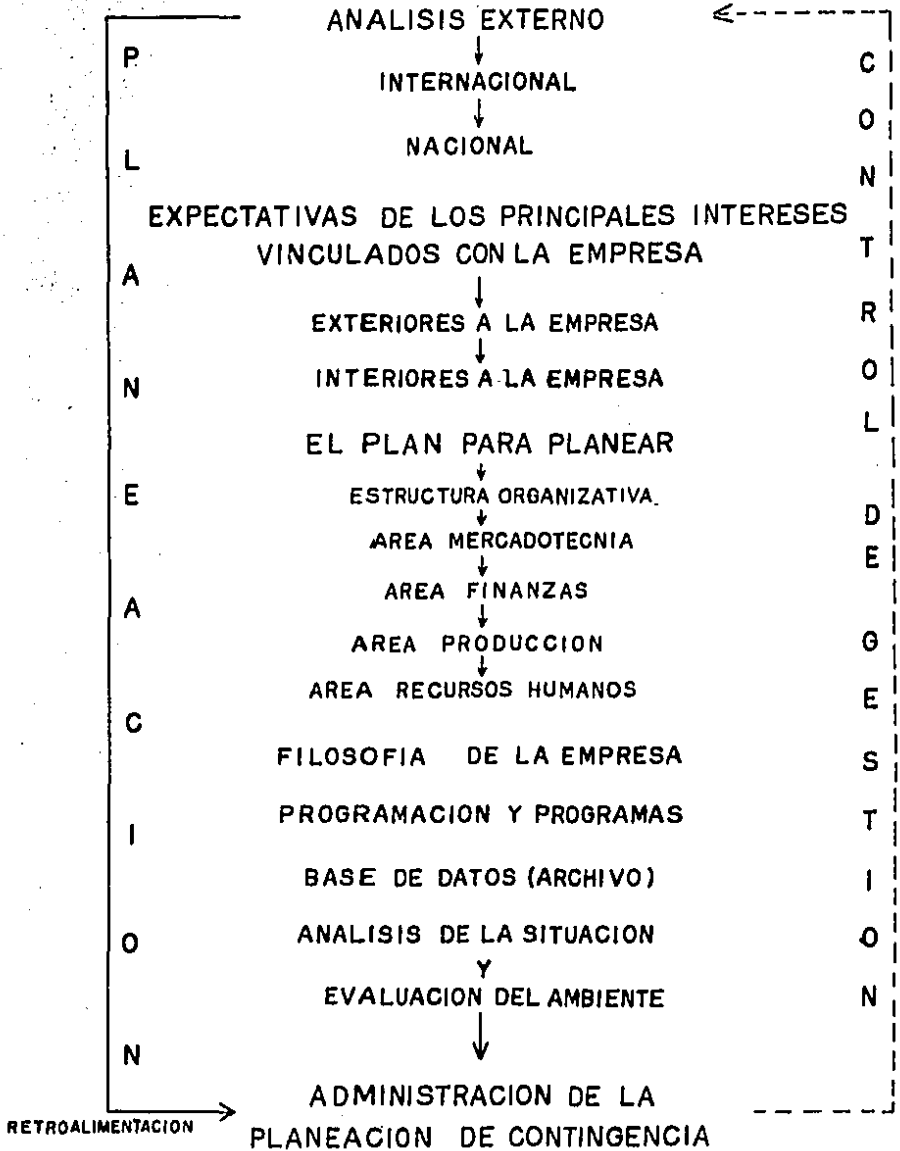 ANALISIS EXTERNO
INTERNACIONAL
NACIONAL
EXPECTATIVAS DE LOS PRINCIPALES INTERESES
VINCULADOS CON LA EMPRESA
EXTERIORES A LA EMPRESA
INTERIORES A LA EMPRESA
EL PLAN PARA PLANEAR
ESTRUCTURA ORGANIZATIVA.
AREA MERCADOTECNIA
AREA FINANZAS
AREA PRODUCCION
AREA RECURSOS HUMANOS
FILOSOFIA DE LA EMPRESA
PROGRAMACION Y PROGRAMAS
BASE DE DATOS (ARCHIVO)
ANALISIS DE LA SITUACION
Y
EVALUACION DEL AMBIENTE
ADMINISTRACION DE LA
PLANEACION DE CONTINGENCIA
PLANEACION
CONTROL DE GESTION
RETROALIMENTACION